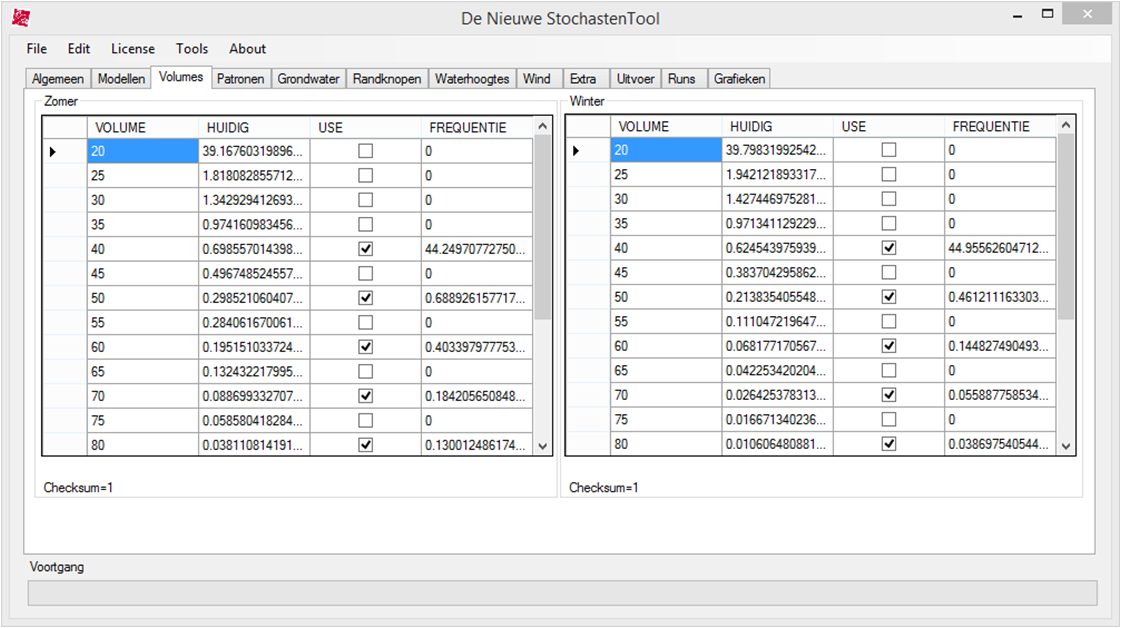 De Nieuwe StochastenTool
File Edit License Tools About
Algemeen Modellen Volumes Patronen Grondwater Randknopen Waterhoogtes Wind Extra Uitvoer Runs Grafieken
Zomer
VOLUME HUIDIG USE FREQUENTIE
20 39.16760319896... 0
25 1.818082855712... 0
30 1.342929412693... 0
35 0.974160983456... 0
40 0.698557014398... 44.24970772750...
45 0.496748524557... 0
50 0.298521060407... 0.688926157717...
55 0.284061670061... 0
60 0.195151033724... 0.403397977753...
65 0.132432217995... 0
70 0.088699332707... 0.184205650848...
75 0.058580418284... 0
80 0.038110814191... 0.130012486174...
Checksum=1
Winter
VOLUME HUIDIG USE FREQUENTIE
20 39.79831992542... 0
25 1.942121893317... 0
30 1.427446975281... 0
35 0.971341129229... 0
40 0.624543975939... 44.95562604712...
45 0.383704295862... 0
50 0.213835405548... 0.461211163303...
55 0.111047219647... 0
60 0.068177170567... 0.144827490493...
65 0.042253420204... 0
70 0.026425378313... 0.055887758534...
75 0.016671340236... 0
80 0.010606480881... 0.038697540544...
Checksum=1
Voortgang